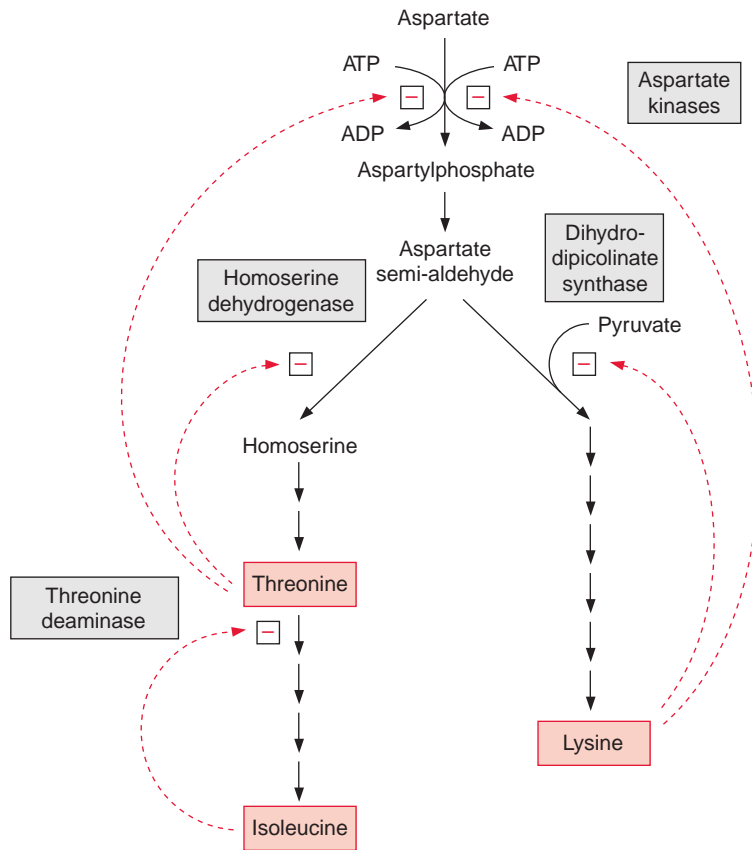 Aspartate
ATP
ATP
Aspartate
kinases
−
−
ADP
ADP
Aspartylphosphate
Aspartate
semi-aldehyde
Dihydro-
dipicolinate
synthase
Homoserine
dehydrogenase
Pyruvate
−
−
Homoserine
Threonine
Threonine
deaminase
−
Lysine
Isoleucine